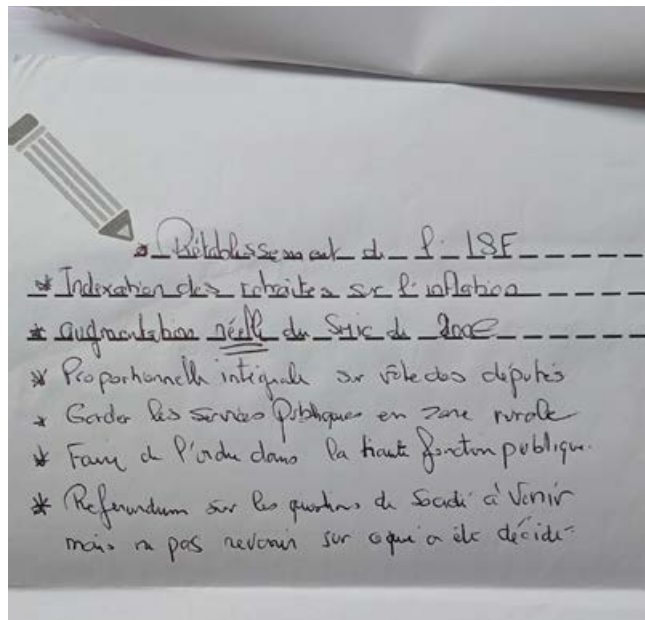 * Rétablissement de l'ISF
* Indexation des retraites sur l'inflation
* augmentation réelle du Smic de 200€
* Proportionnelle intégrale sur vote des députés
* Garder les services Publiques en zone rurale
* Faire de l'ordre dans la haute fonction publique.
* Referendum sur les questions de Société à venir
mais ne pas revenir sur ce qui a été décidé.